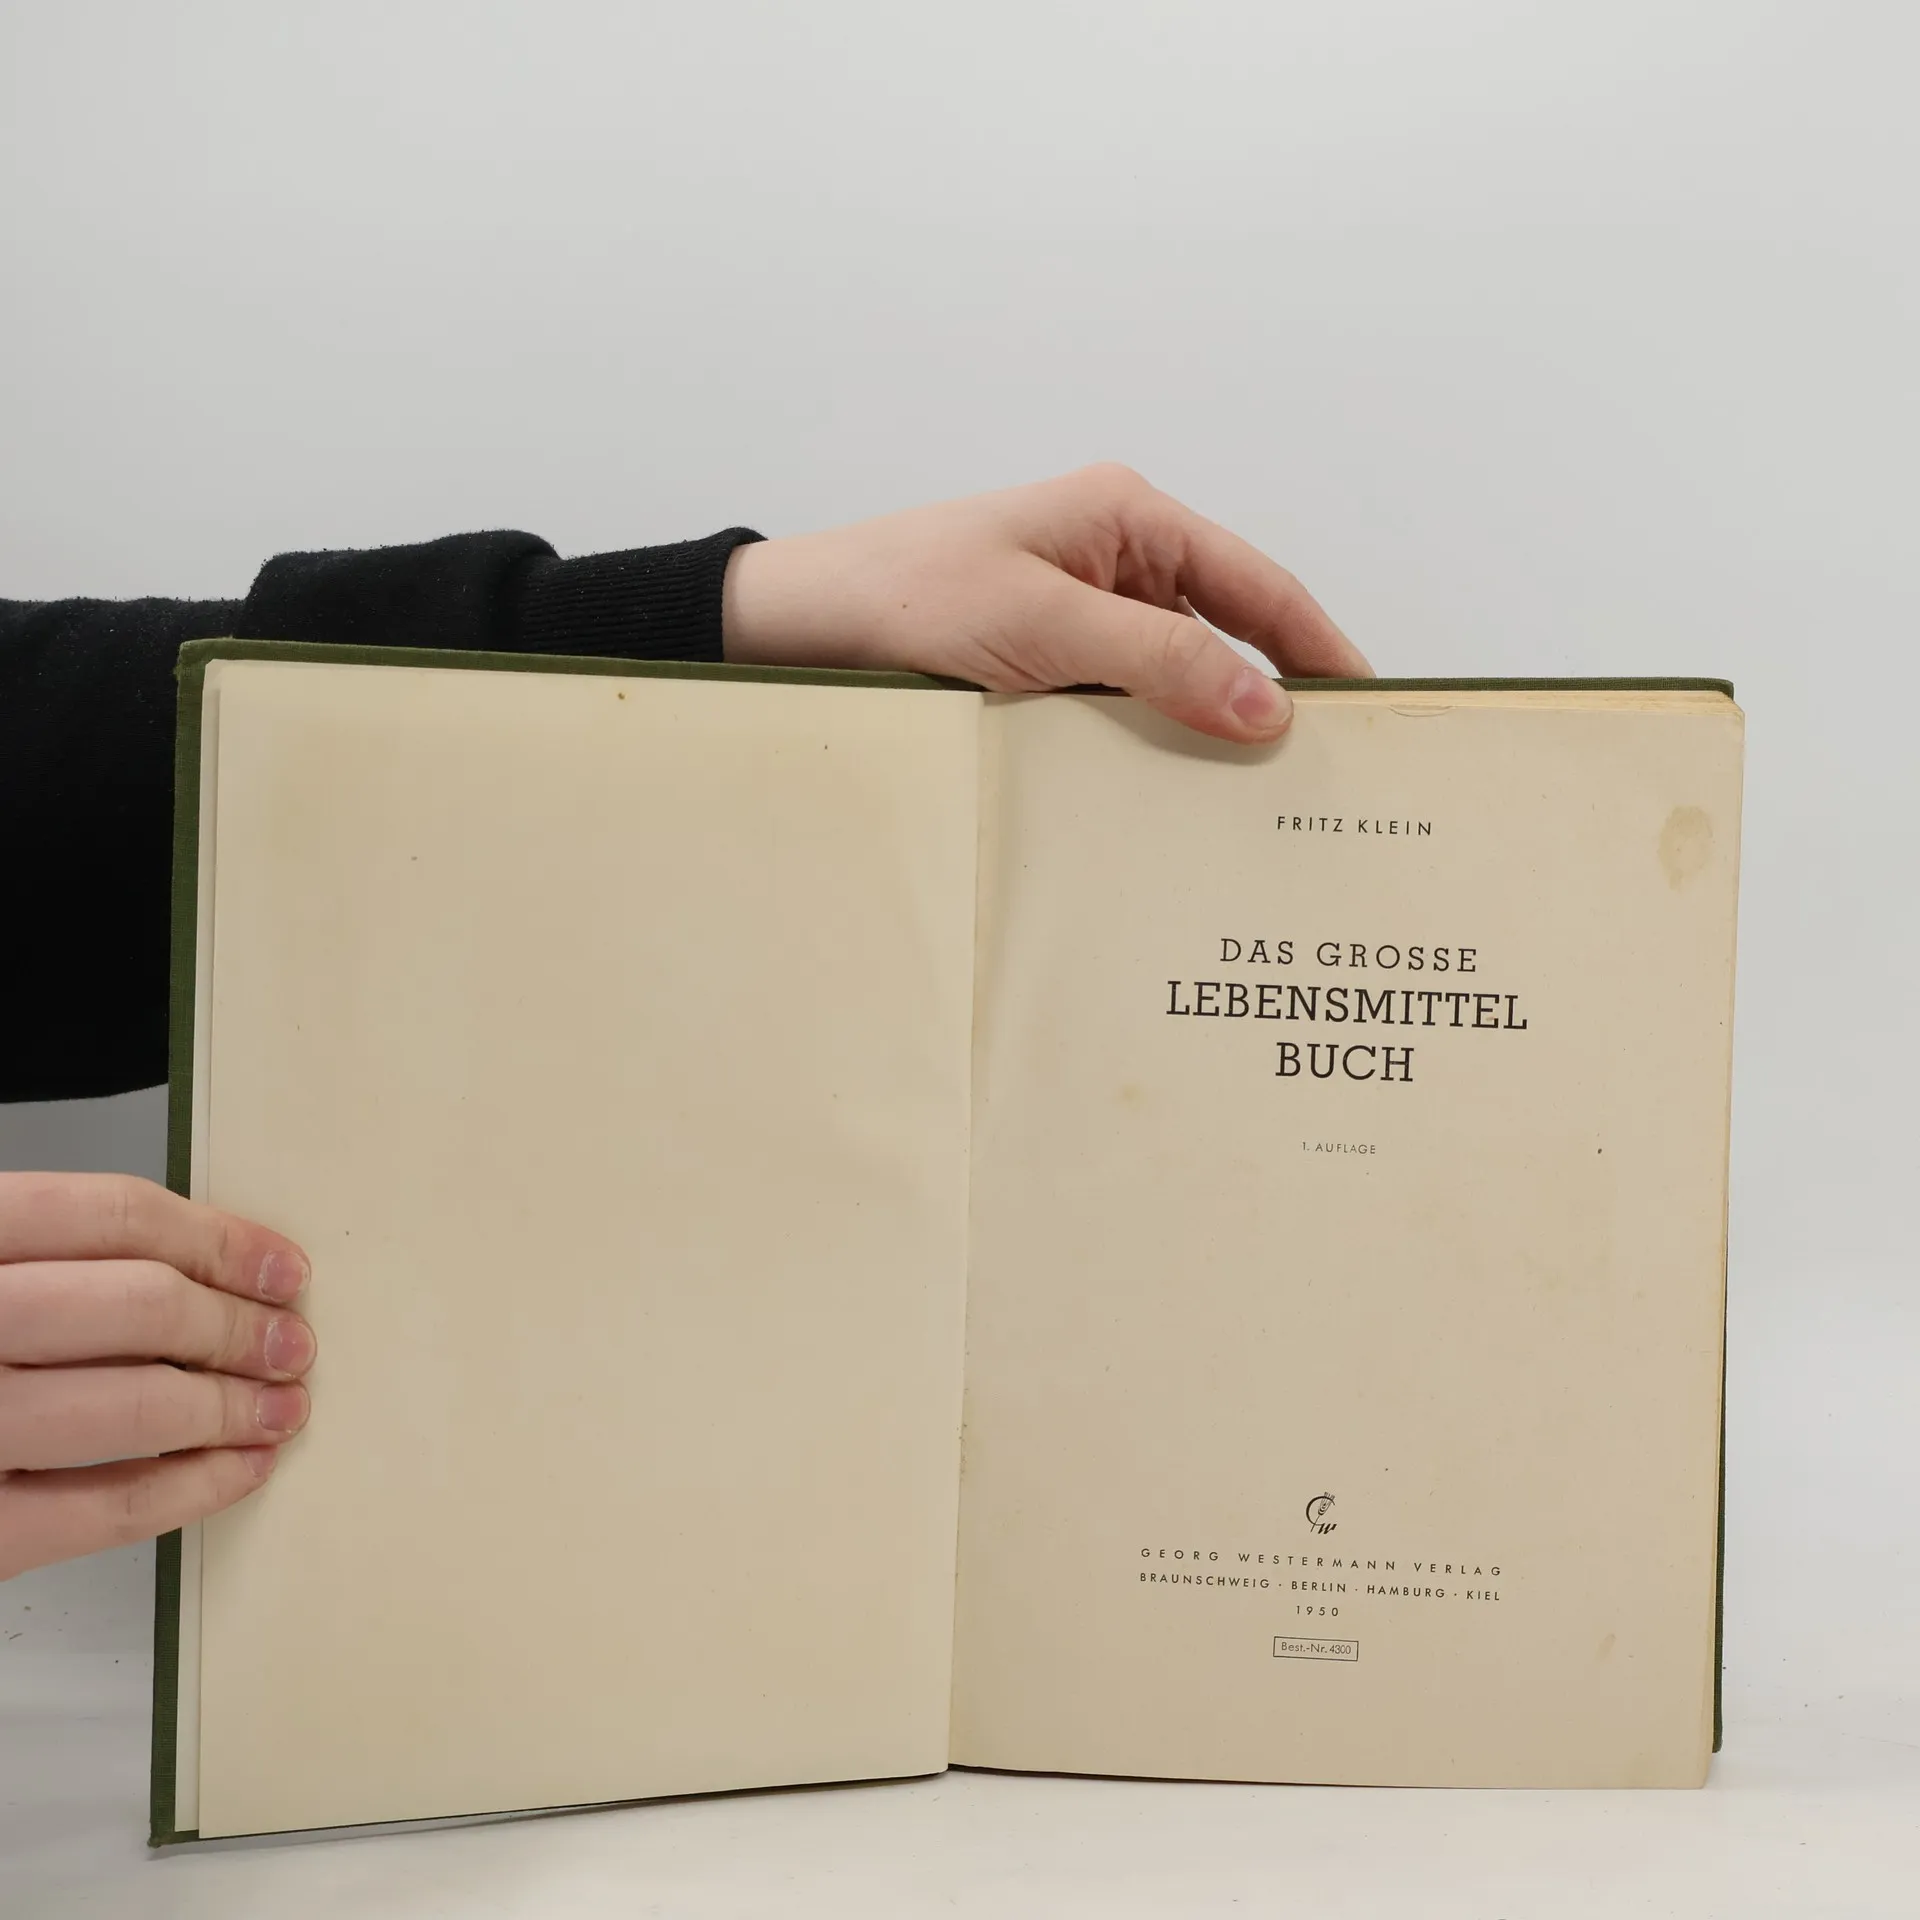 FRITZ KLEIN
DAS GROSSE
LEBENSMITTEL
BUCH
1. AUFLAGE
GEORG WESTERMANN VERLAG
BRAUNSCHWEIG · BERLIN · HAMBURG · KIEL
1950
Best.-Nr. 4300